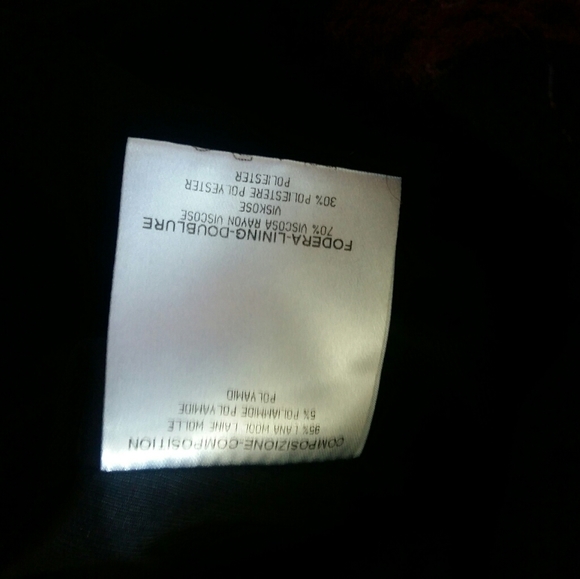 COMPOSIZIONE-COMPOSITION
95% LANA WOOL LAINE WOLLE
5% POLIAMMIDE POLYAMIDE
POLYAMID
FODERA-LINING-DOUBLURE
70% VISCOSA RAYON VISCOSE
VISKOSE
30% POLIESTERE POLYESTER
POLIESTER